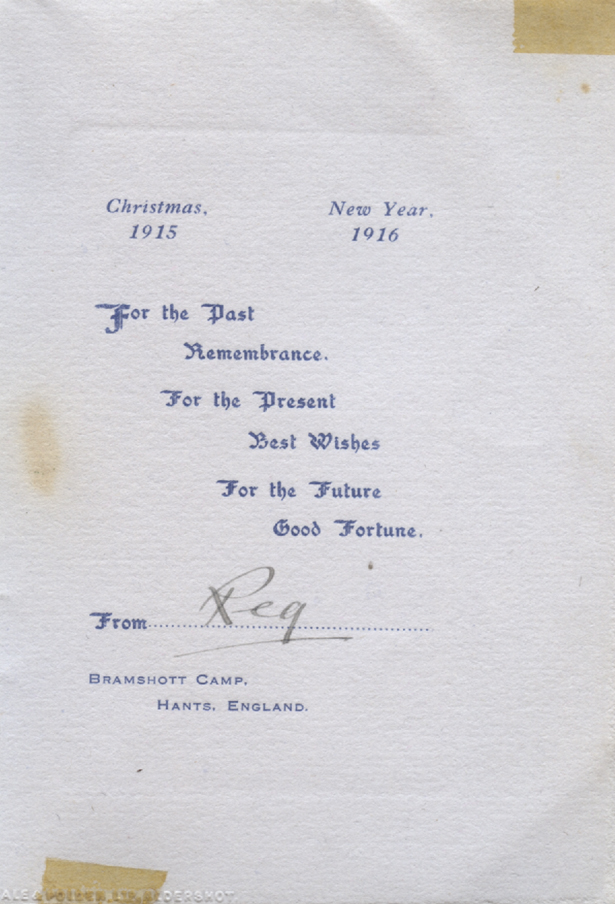 Christmas, New Year,
1915 1916
For the Past
Remembrance.
For the Present
Best Wishes
For the Future
Good Fortune.
From Reg
BRAMSHOTT CAMP,
HANTS. ENGLAND.